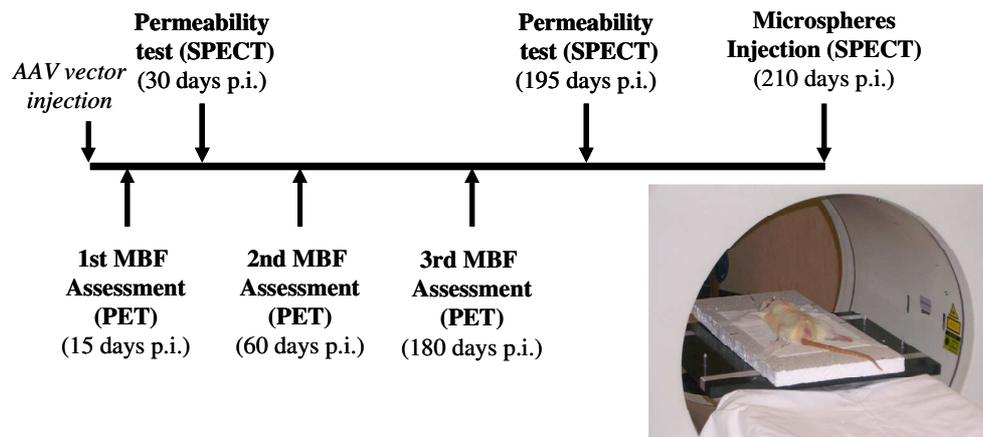 AAV vector
injection
Permeability
test (SPECT)
(30 days p.i.)
Permeability
test (SPECT)
(195 days p.i.)
Microspheres
Injection (SPECT)
(210 days p.i.)
1st MBF
Assessment
(PET)
(15 days p.i.)
2nd MBF
Assessment
(PET)
(60 days p.i.)
3rd MBF
Assessment
(PET)
(180 days p.i.)